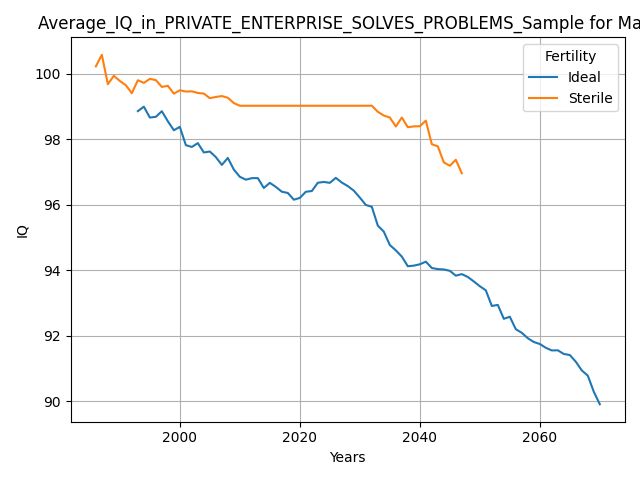 Average_IQ_in_PRIVATE_ENTERPRISE_SOLVES_PROBLEMS_Sample for Ma
Fertility
Ideal
Sterile
IQ
100
98
96
94
92
90
2000 2020 2040 2060
Years